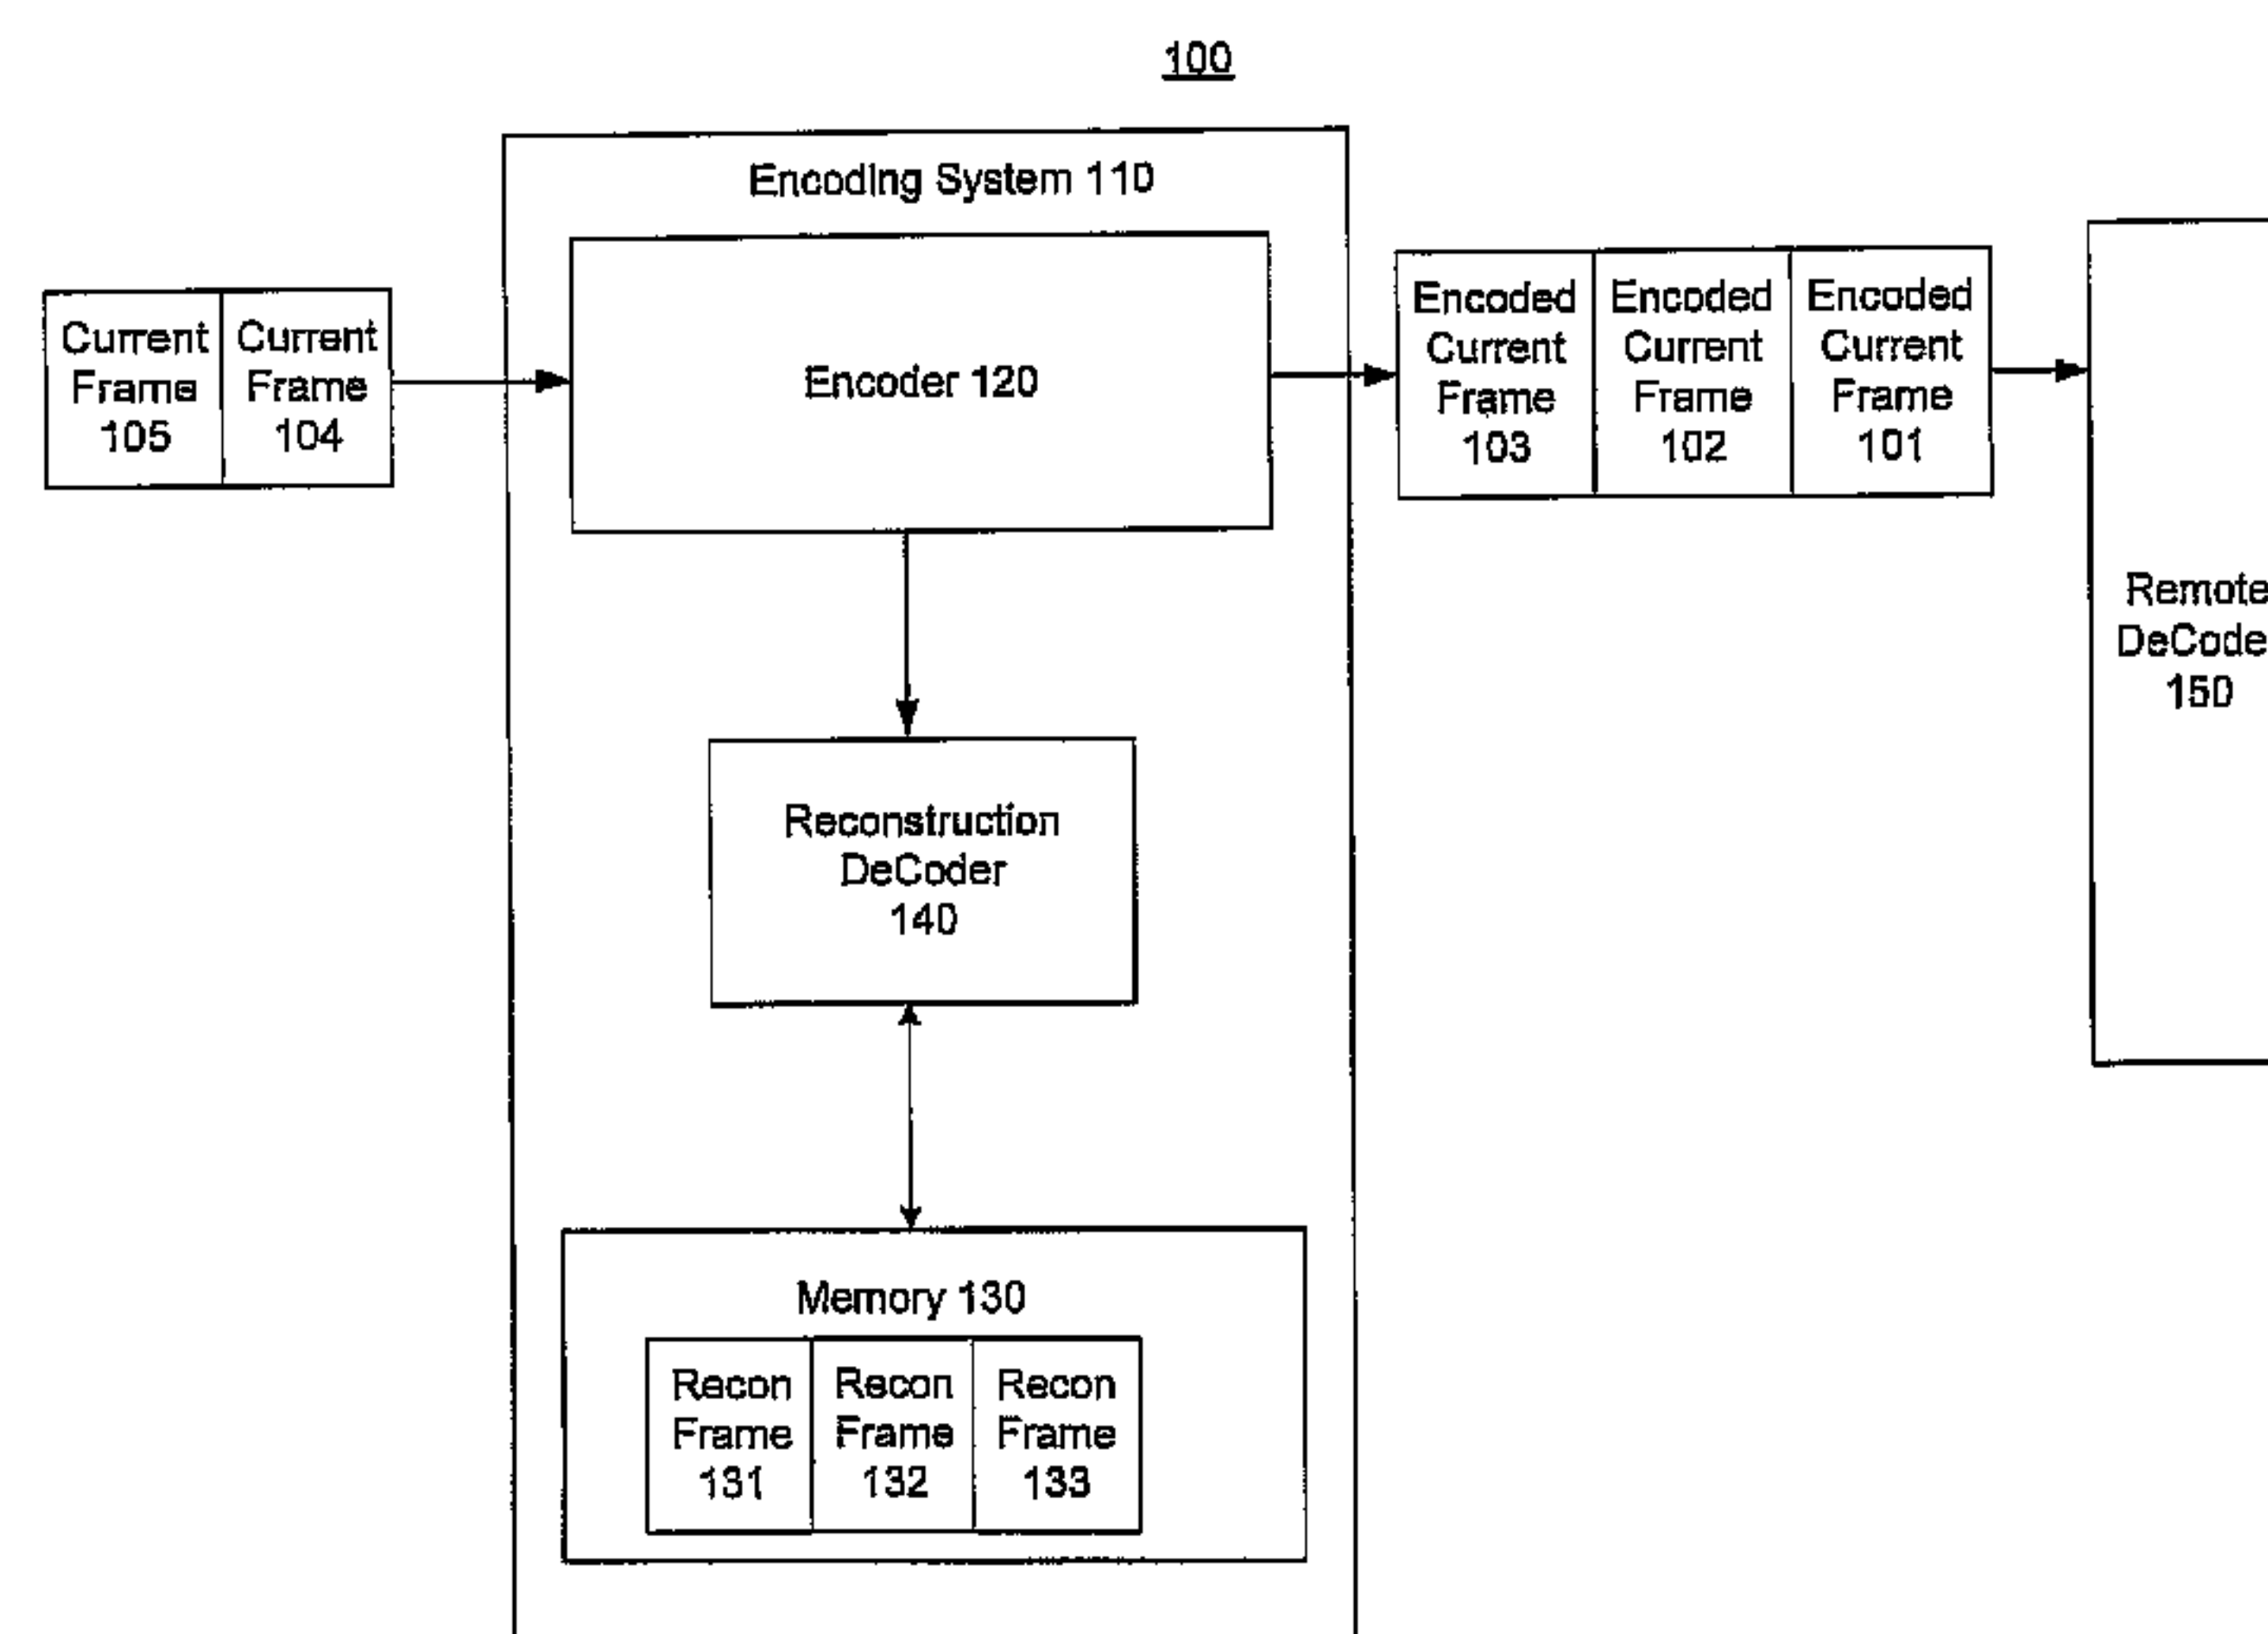 100
Encoding System 110
Current
Frame
105
Current
Frame
104
Encoder 120
Encoded
Current
Frame
103
Encoded
Current
Frame
102
Encoded
Current
Frame
101
Remote
DeCode
150
Reconstruction
DeCoder
140
Memory 130
Recon
Frame
131
Recon
Frame
132
Recon
Frame
133